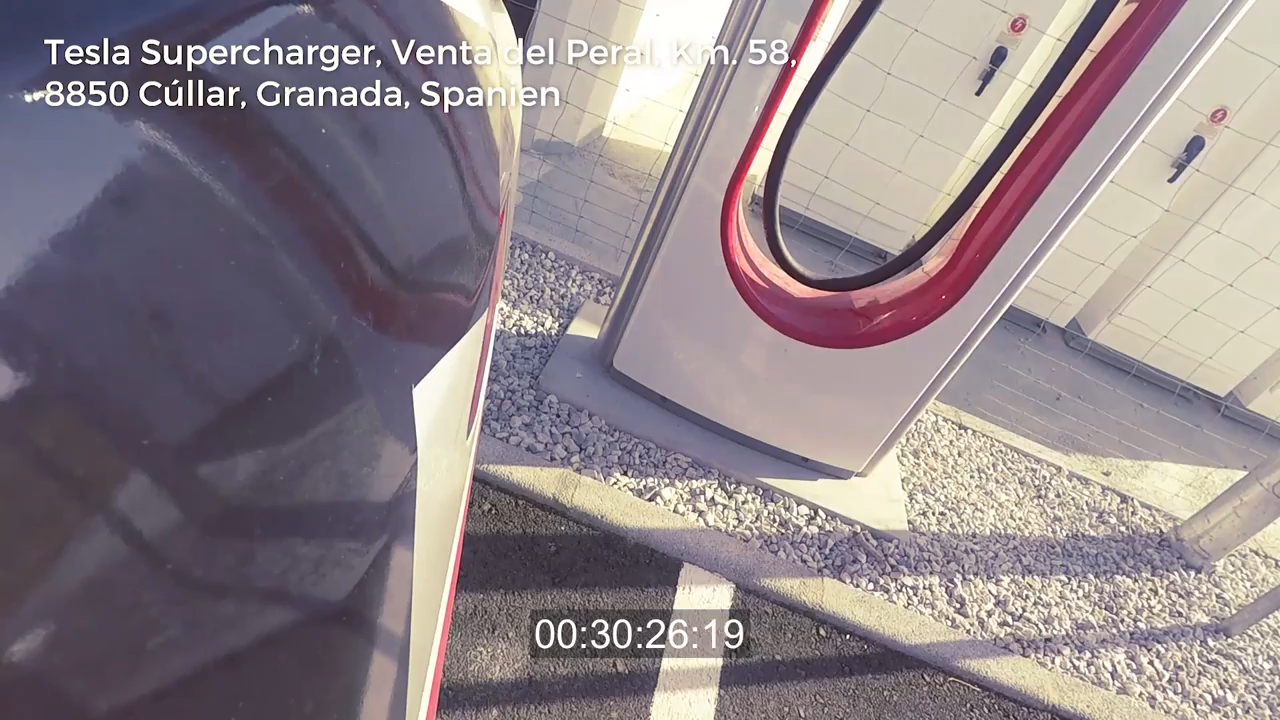 Tesla Supercharger, Venta del Peral, Km. 58,
8850 Cúllar, Granada, Spanien
00:30:26:19